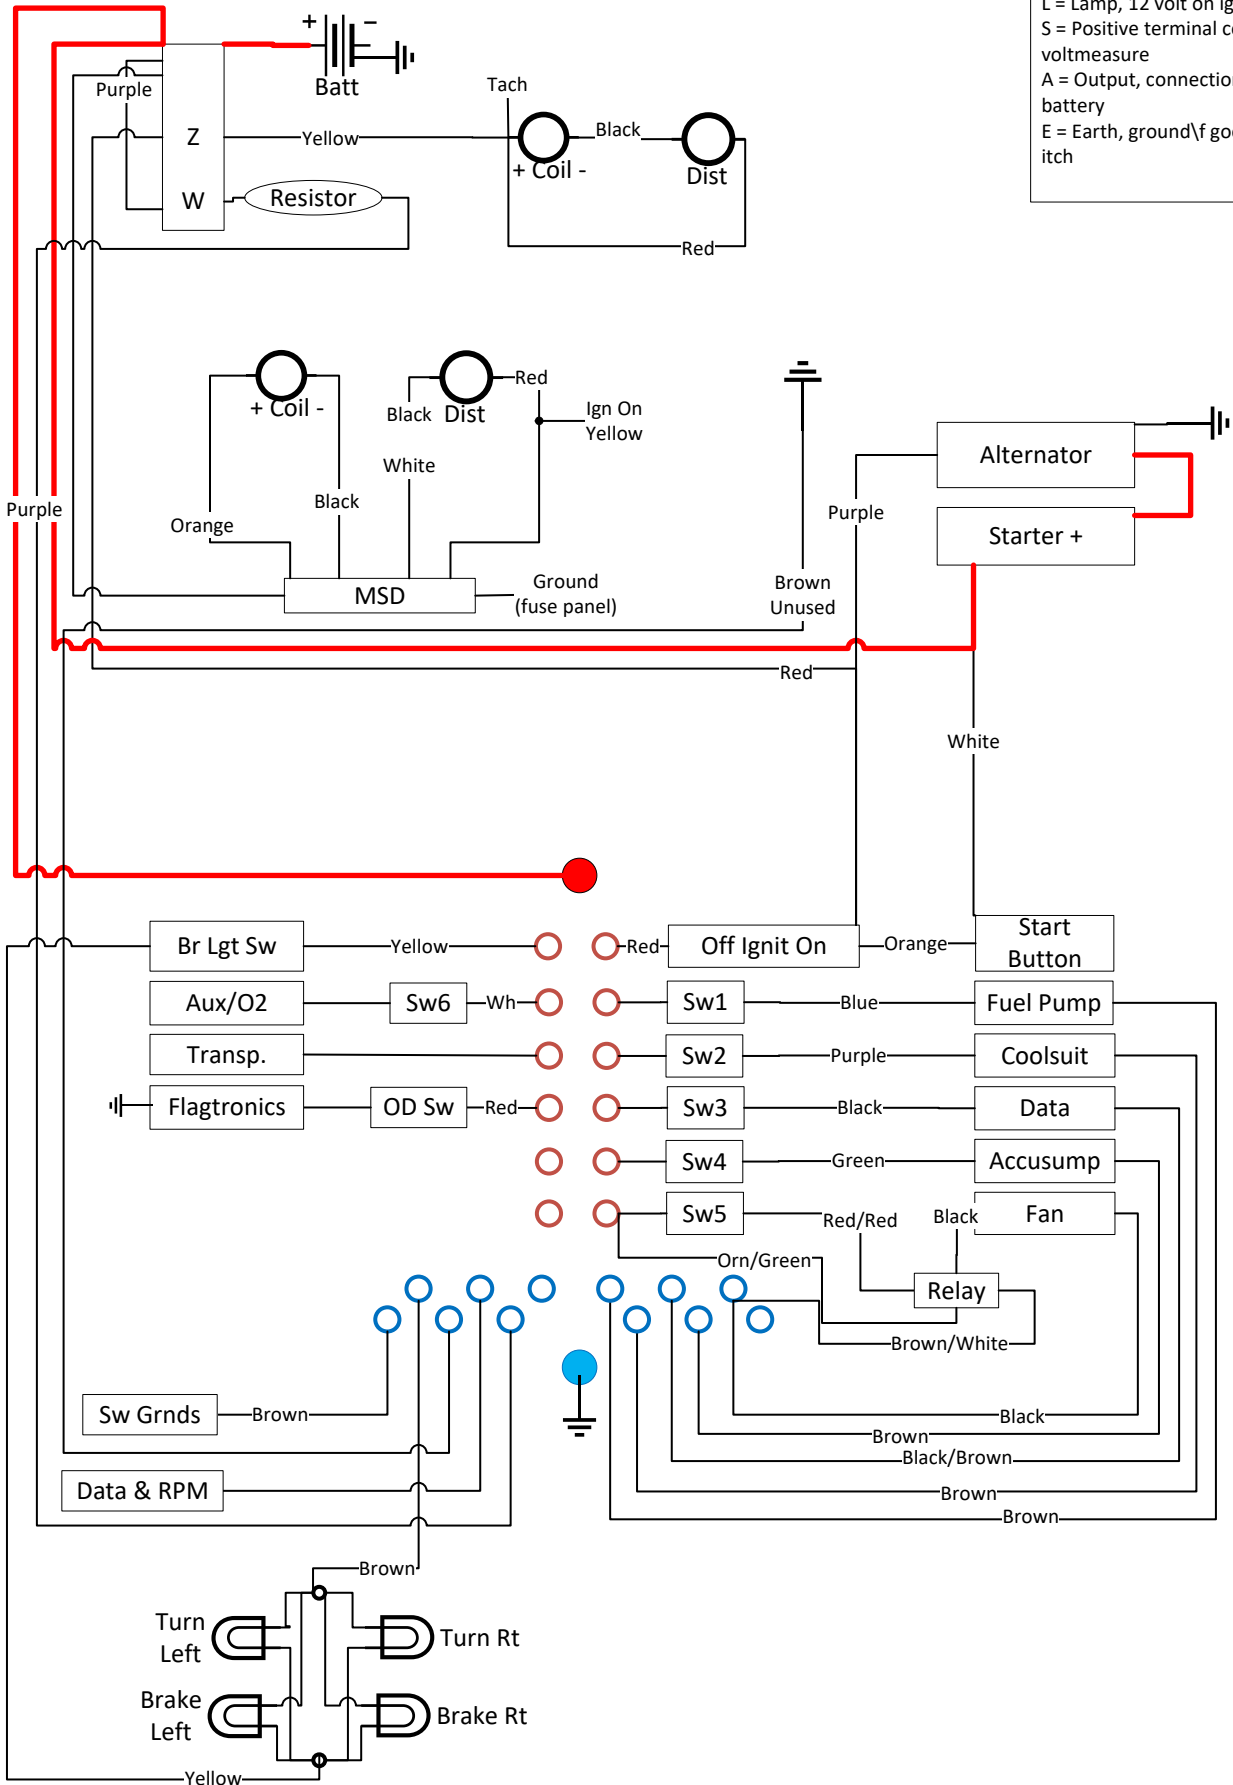 L = Lamp, 12 volt on ig
S = Positive terminal c
voltmeasure
A = Output, connection
battery
E = Earth, ground\f go
itch
+
−
Batt
Purple
Z
W
Yellow
Resistor
Tach
+ Coil -
Black
Dist
Red
+ Coil -
Black
Dist
Red
Ign On
Yellow
White
Orange
Black
MSD
Ground
(fuse panel)
Purple
Alternator
Starter +
Purple
Brown
Unused
Red
White
Br Lgt Sw
Yellow
Red
Off Ignit On
Orange
Start
Button
Aux/O2
Sw6
Wh
Sw1
Blue
Fuel Pump
Transp.
Sw2
Purple
Coolsuit
Flagtronics
OD Sw
Red
Sw3
Black
Data
Sw4
Green
Accusump
Sw5
Red/Red
Black
Fan
Orn/Green
Relay
Brown/White
Sw Grnds
Brown
Black
Brown
Black/Brown
Data & RPM
Brown
Brown
Brown
Turn
Left
Turn Rt
Brake
Left
Brake Rt
Yellow